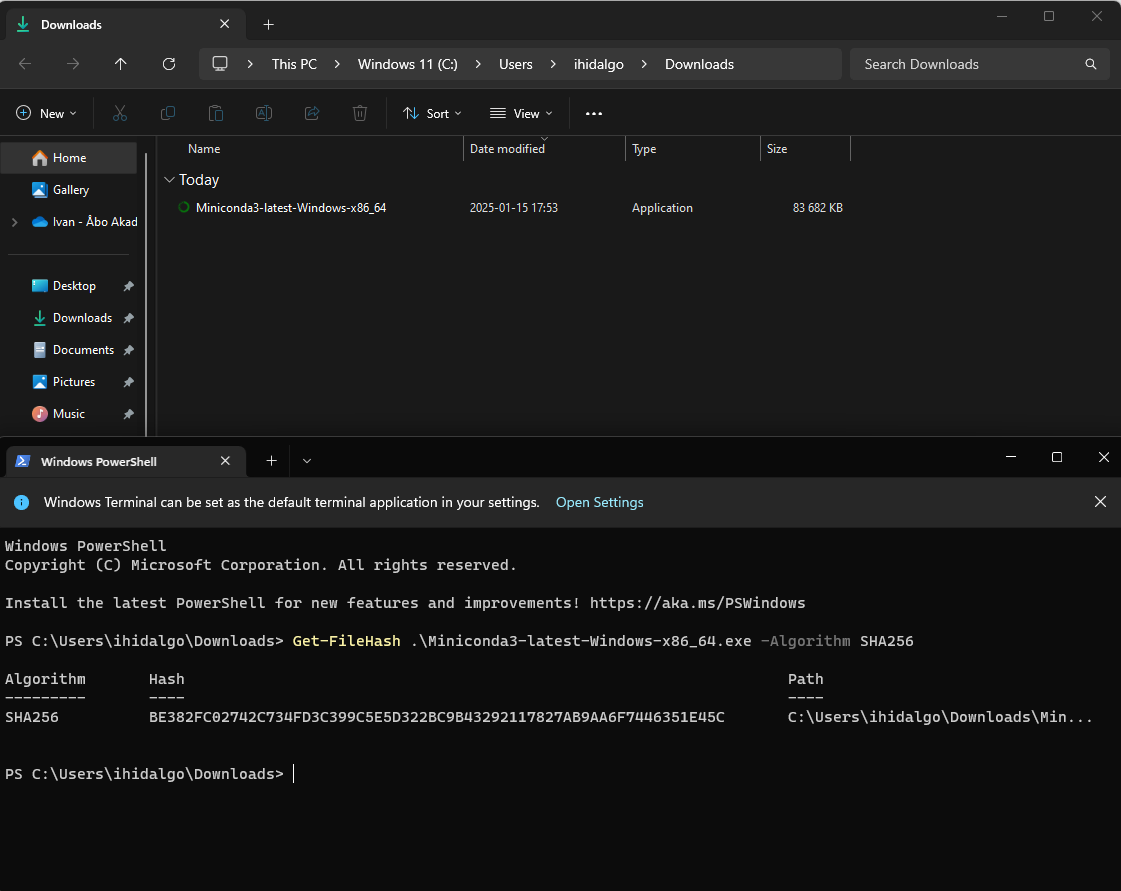 Downloads
This PC > Windows 11 (C:) > Users > ihidalgo > Downloads
Search Downloads
New
Sort
View
Name Date modified Type Size
Home
Gallery
Ivan - Åbo Akad
Desktop
Downloads
Documents
Pictures
Music
Today
Miniconda3-latest-Windows-x86_64 2025-01-15 17:53 Application 83 682 KB
Windows PowerShell
Windows Terminal can be set as the default terminal application in your settings. Open Settings
Windows PowerShell
Copyright (C) Microsoft Corporation. All rights reserved.
Install the latest PowerShell for new features and improvements! https://aka.ms/PSWindows
PS C:\Users\ihidalgo\Downloads> Get-FileHash .\Miniconda3-latest-Windows-x86_64.exe -Algorithm SHA256
Algorithm Hash Path
--------- ---- ----
SHA256 BE382FC02742C734FD3C399C5E5D322BC9B43292117827AB9AA6F7446351E45C C:\Users\ihidalgo\Downloads\Min...
PS C:\Users\ihidalgo\Downloads>